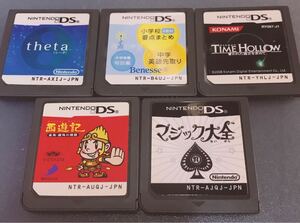 NINTENDO DS
theta
Nintendo
NTR-AXIJ-JPN
NINTENDO DS
小学校
要点まとめ
中学
英語先取り
Benesse
NTR-B4UJ-JPN
NINTENDO DS
KONAMI
TIME HOLLOW
NTR-YHLJ-JPN
NINTENDO DS
西遊記
NTR-AUQJ-JPN
NINTENDO DS
マジック大全
Nintendo
NTR-AJQJ-JPN